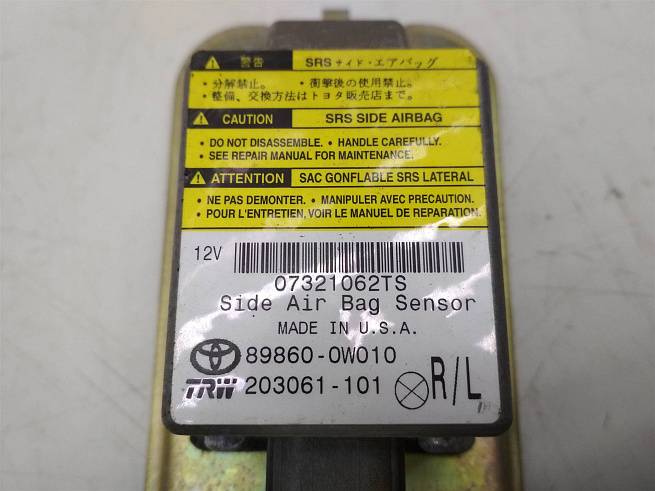 警告 SRS サイド・エアバッグ
・分解禁止。 ・衝撃後の使用禁止。
・整備、交換方法はトヨタ販売店まで。
CAUTION SRS SIDE AIRBAG
• DO NOT DISASSEMBLE. • HANDLE CAREFULLY.
• SEE REPAIR MANUAL FOR MAINTENANCE.
ATTENTION SAC GONFLABLE SRS LATERAL
• NE PAS DEMONTER. • MANIPULER AVEC PRECAUTION.
• POUR L'ENTRETIEN, VOIR LE MANUEL DE REPARATION.
12V
07321062TS
Side Air Bag Sensor
MADE IN U.S.A.
89860-0W010
TRW 203061-101 R/L